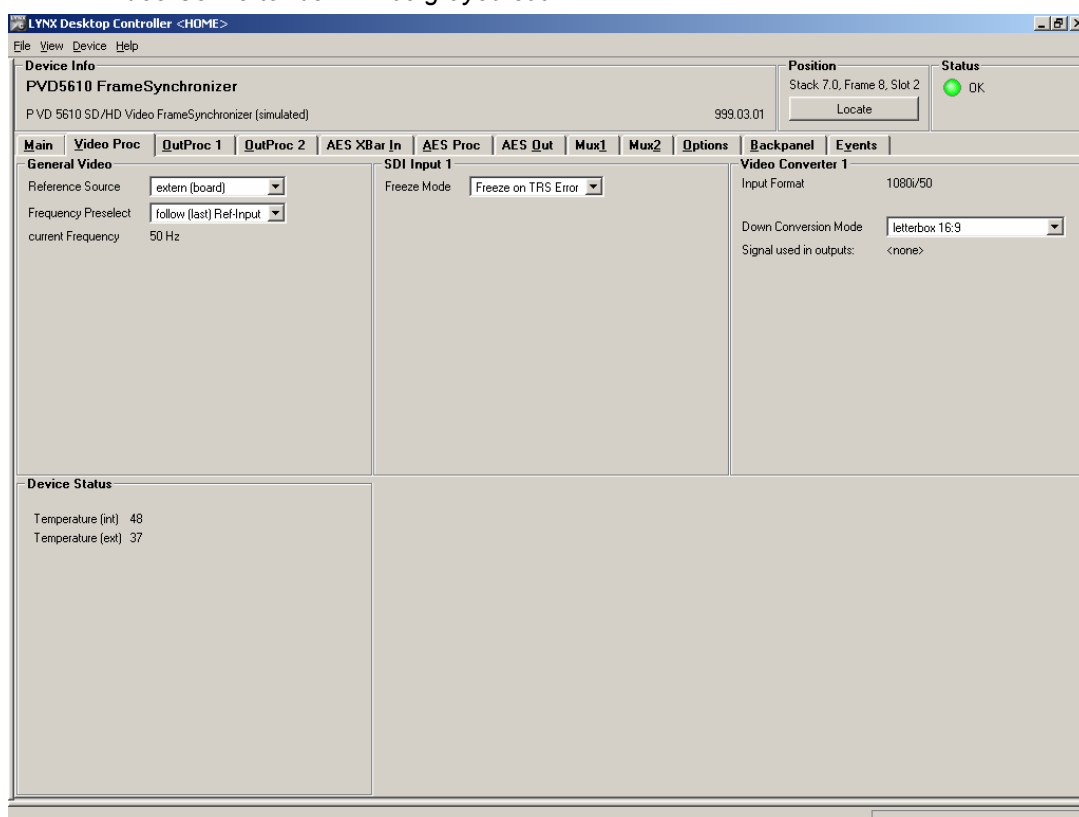 LYNX Desktop Controller <HOME>
File View Device Help
Device Info
PVD5610 FrameSynchronizer
PVD 5610 SD/HD Video FrameSynchronizer (simulated)
999.03.01
Position
Stack 7.0, Frame 8, Slot 2
Locate
Status
OK
Main Video Proc OutProc 1 OutProc 2 AES XBar In AES Proc AES Out Mux1 Mux2 Options Backpanel Events
General Video
Reference Source extern (board)
Frequency Preselect follow (last) Ref-Input
current Frequency 50 Hz
SDI Input 1
Freeze Mode Freeze on TRS Error
Video Converter 1
Input Format 1080i/50
Down Conversion Mode letterbox 16:9
Signal used in outputs: <none>
Device Status
Temperature (int) 48
Temperature (ext) 37